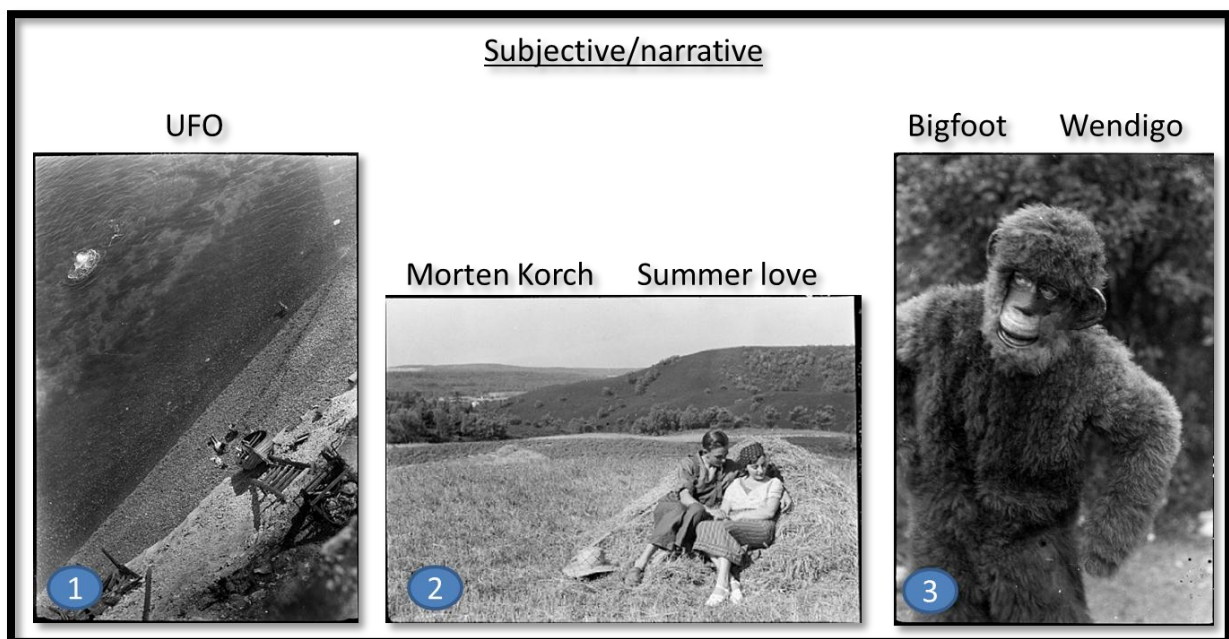 Subjective/narrative
UFO
Bigfoot Wendigo
Morten Korch Summer love
1
2
3